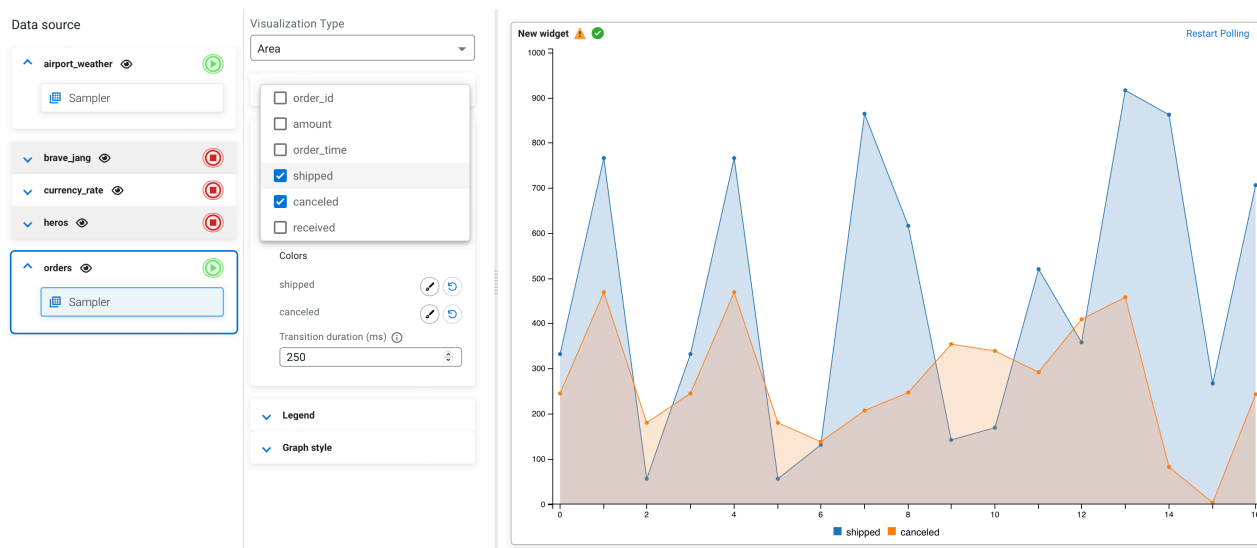 Data source
airport_weather
Sampler
brave_jang
currency_rate
heros
orders
Sampler
Visualization Type
Area
order_id
amount
order_time
shipped
canceled
received
Colors
shipped
canceled
Transition duration (ms)
250
Legend
Graph style
New widget
Restart Polling
1000
900
800
700
600
500
400
300
200
100
0
0 2 4 6 8 10 12 14 16
shipped canceled